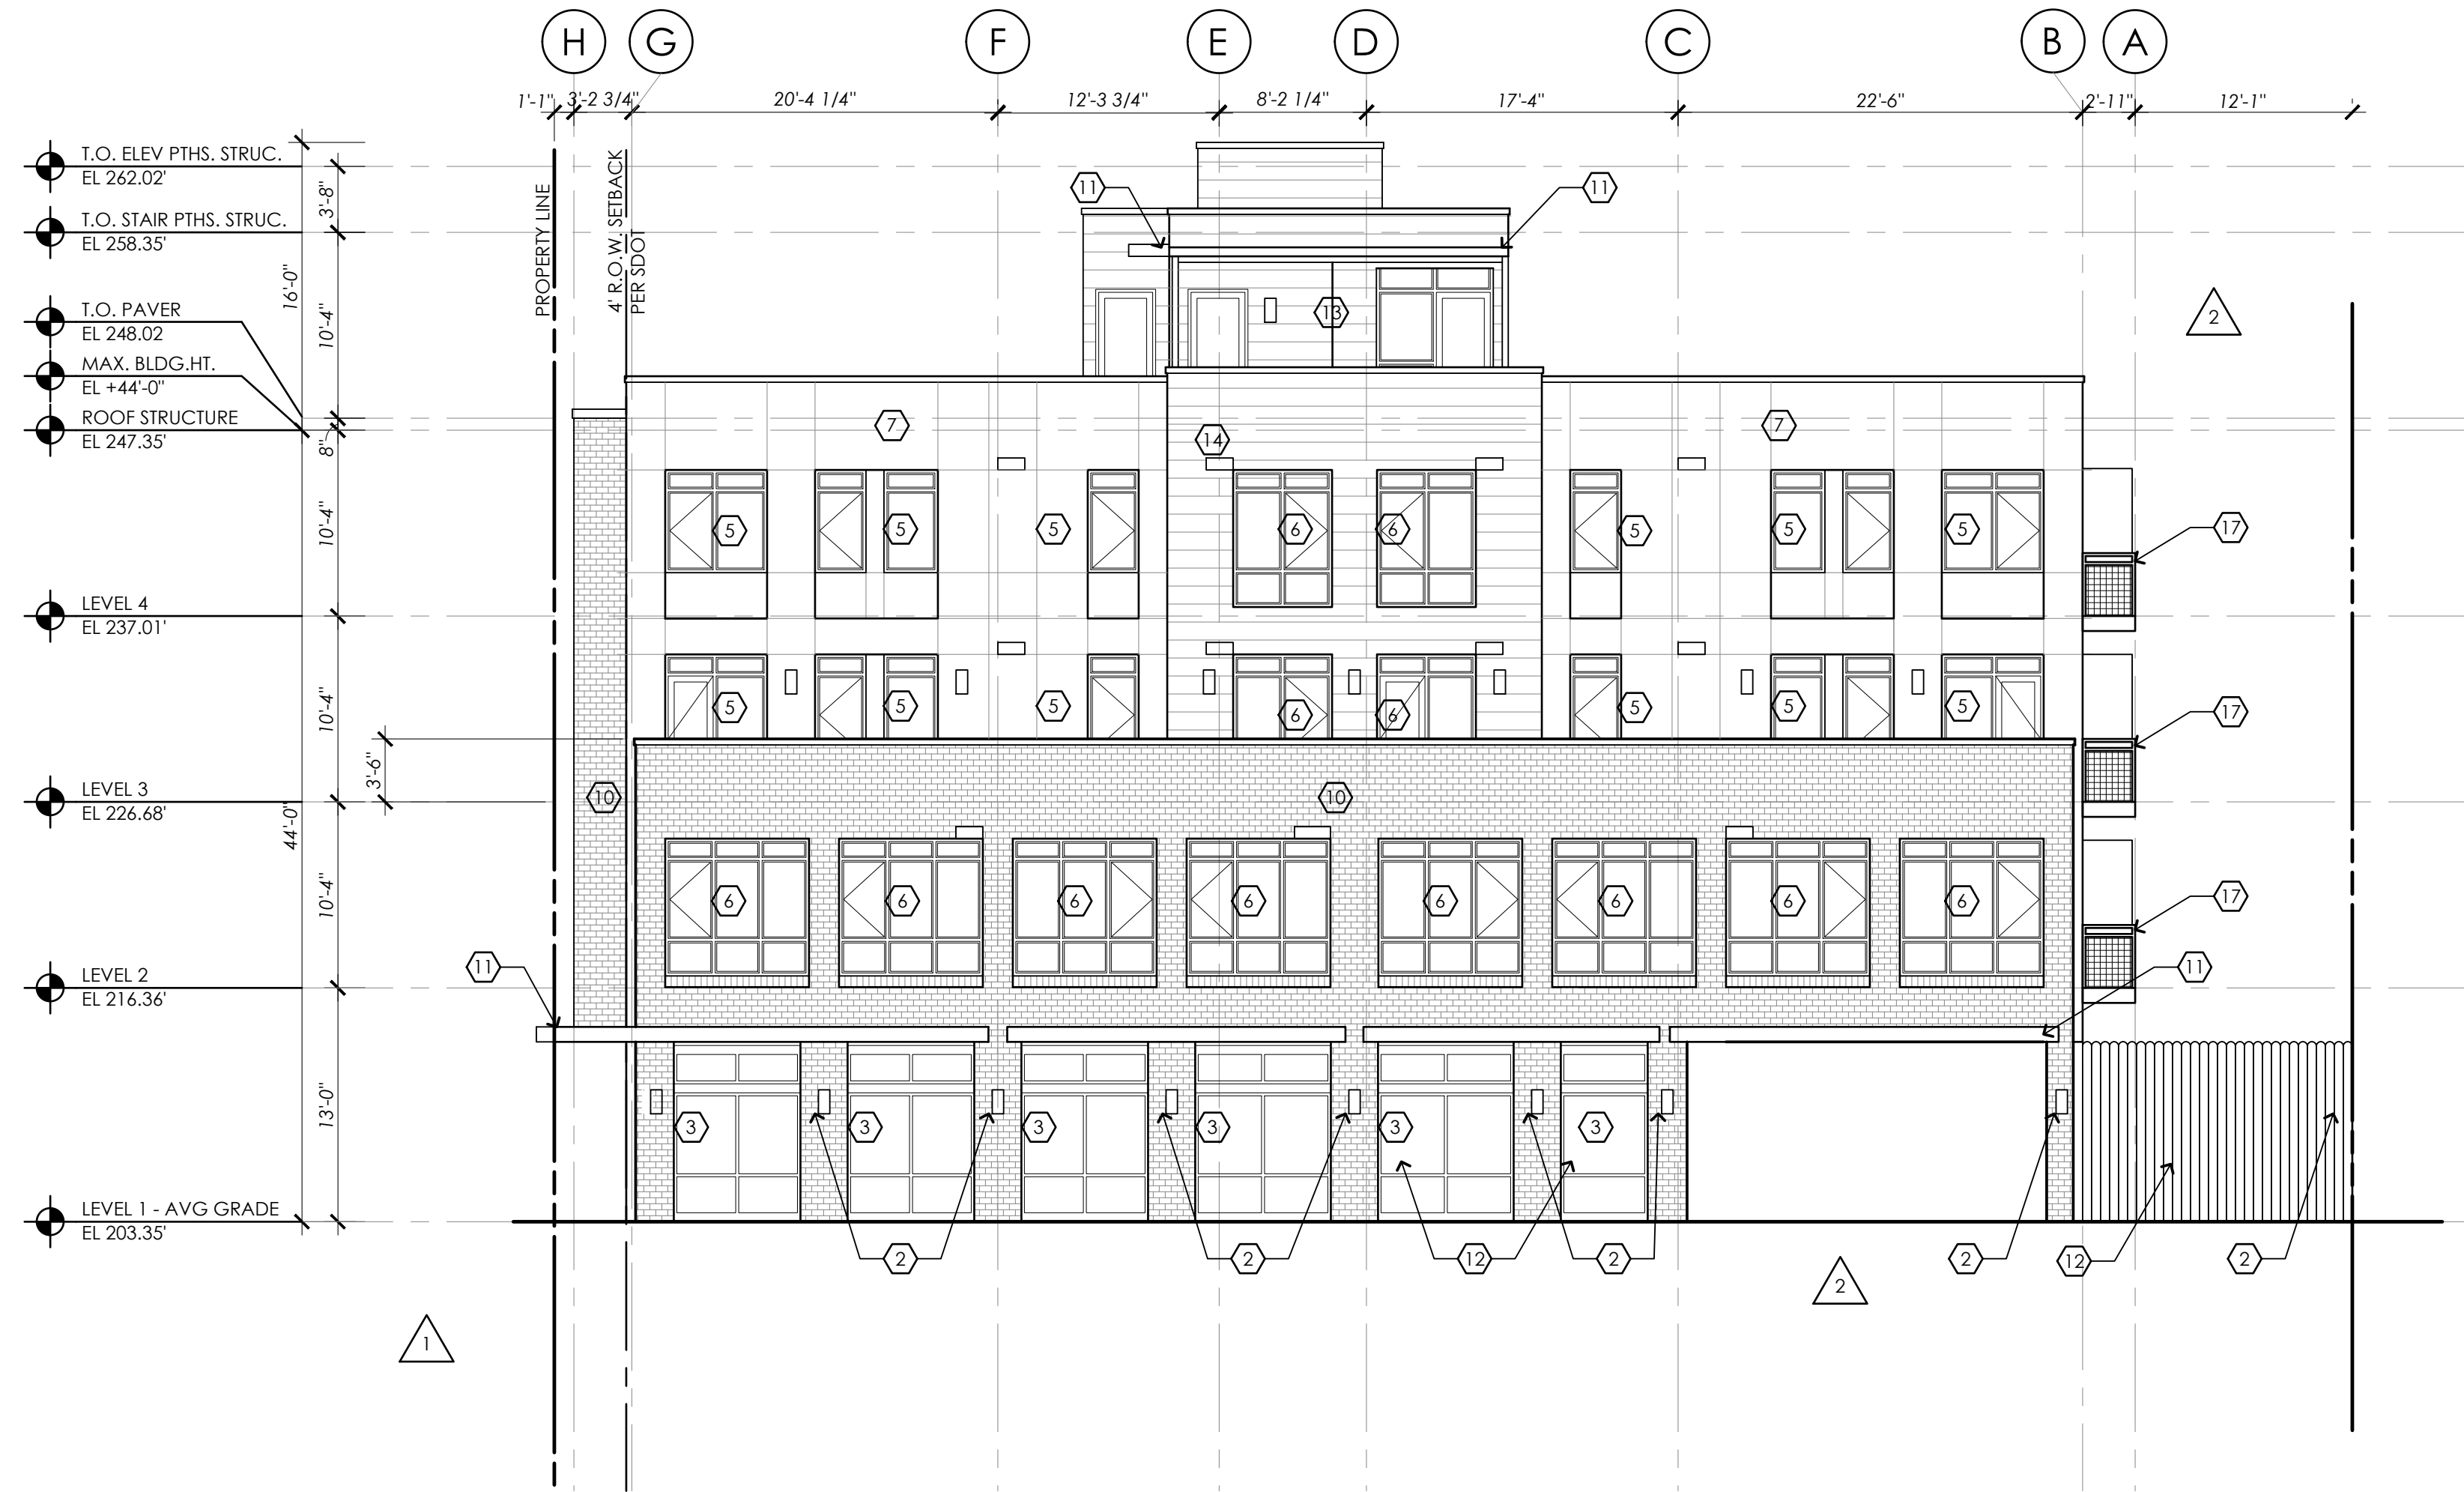 H G F E D C B A
1'-1" 3'-2 3/4" 20'-4 1/4" 12'-3 3/4" 8'-2 1/4" 17'-4" 22'-6" 2'-11" 12'-1"
T.O. ELEV PTHS. STRUC.
EL 262.02'
3'-8"
T.O. STAIR PTHS. STRUC.
EL 258.35'
16'-0"
10'-4"
T.O. PAVER
EL 248.02
MAX. BLDG.HT.
EL +44'-0"
ROOF STRUCTURE
EL 247.35'
8"
10'-4"
LEVEL 4
EL 237.01'
10'-4"
3'-6"
LEVEL 3
EL 226.68'
44'-0"
10'-4"
LEVEL 2
EL 216.36'
13'-0"
LEVEL 1 - AVG GRADE
EL 203.35'
PROPERTY LINE
4' R.O.W. SETBACK
PER SDOT
11 11
13 2
7 14 7
5 5 5 6 6 5 5 5 17
5 5 5 6 6 5 5 5 17
10 10
6 6 6 6 6 6 6 6 17
11 11
3 3 3 3 3 3
2 2 12 2 2 12 2
2
1